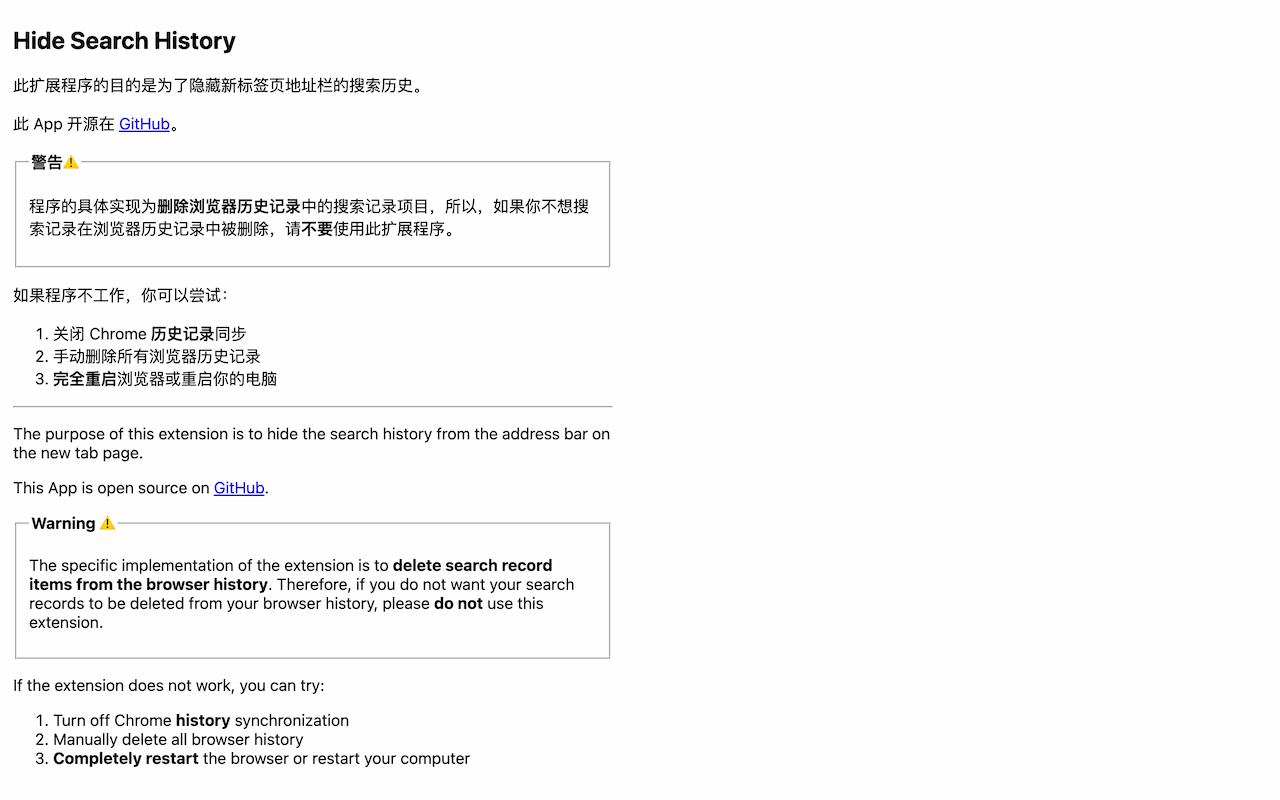 Hide Search History
此扩展程序的目的是为了隐藏新标签页地址栏的搜索历史。
此 App 开源在 GitHub。
警告⚠️
程序的具体实现为删除浏览器历史记录中的搜索记录项目，所以，如果你不想搜
索记录在浏览器历史记录中被删除，请不要使用此扩展程序。
如果程序不工作，你可以尝试：
1. 关闭 Chrome 历史记录同步
2. 手动删除所有浏览器历史记录
3. 完全重启浏览器或重启你的电脑
The purpose of this extension is to hide the search history from the address bar on
the new tab page.
This App is open source on GitHub.
Warning ⚠️
The specific implementation of the extension is to delete search record
items from the browser history. Therefore, if you do not want your search
records to be deleted from your browser history, please do not use this
extension.
If the extension does not work, you can try:
1. Turn off Chrome history synchronization
2. Manually delete all browser history
3. Completely restart the browser or restart your computer